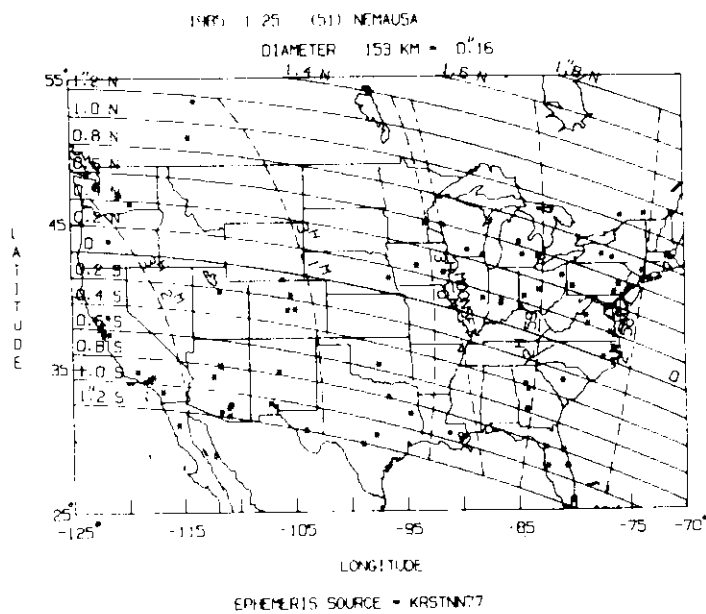 1985 1 25 (51) NEMAUSA
DIAMETER 153 KM = 0."16
1.4 N 1."6 N 1."8 N
55°
1."2 N
1.0 N
0.8 N
0.6 N
0.4 N
0.2 N
45
0
0.2 S
0.4 S
0.6 S
0.8 S
35
1.0 S
1."2 S
25°
0
LATITUDE
-125° -115 -105 -95 -85 -75 -70°
LONGITUDE
EPHEMERIS SOURCE = KRSTNN77